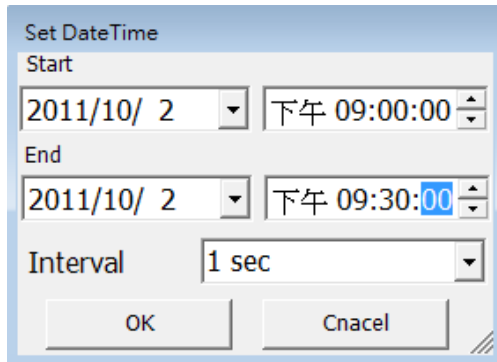 Set DateTime
Start
2011/10/ 2 下午 09:00:00
End
2011/10/ 2 下午 09:30:00
Interval 1 sec
OK Cnacel